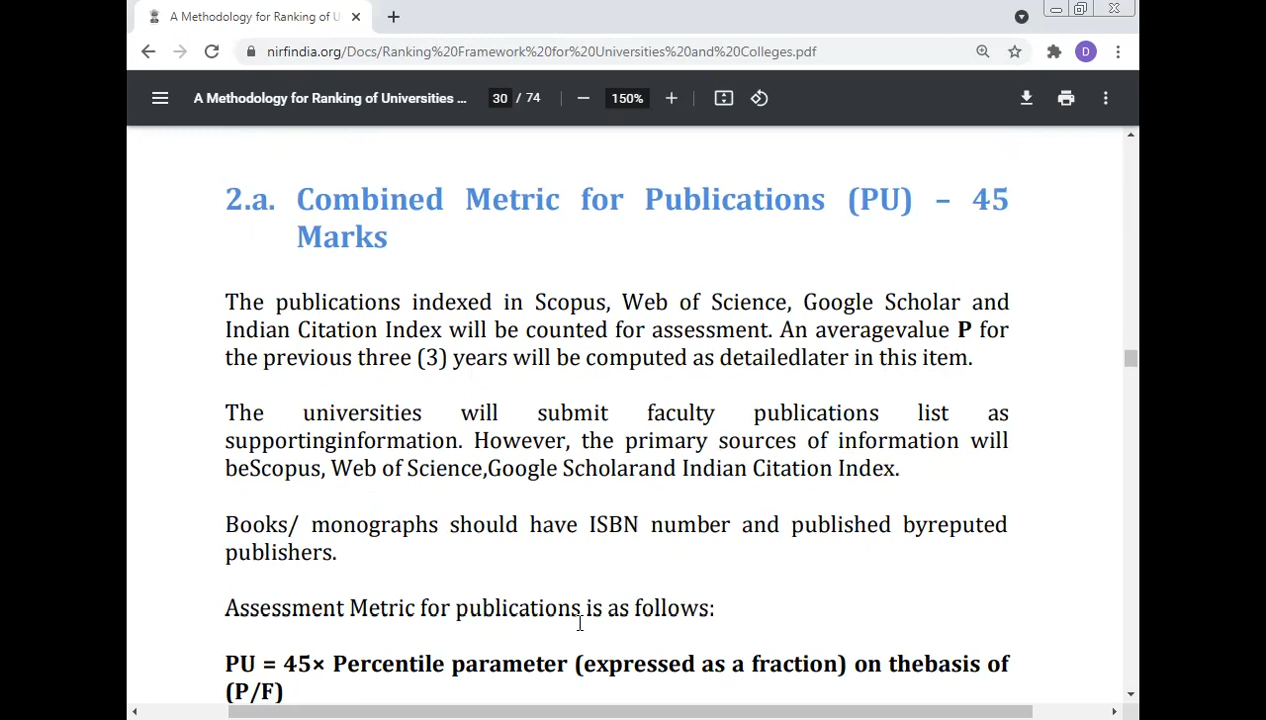 A Methodology for Ranking of U
nirfindia.org/Docs/Ranking%20Framework%20for%20Universities%20and%20Colleges.pdf
D
A Methodology for Ranking of Universities ... 30 / 74 150%
2.a. Combined Metric for Publications (PU) – 45
Marks
The publications indexed in Scopus, Web of Science, Google Scholar and
Indian Citation Index will be counted for assessment. An averagevalue P for
the previous three (3) years will be computed as detailedlater in this item.
The universities will submit faculty publications list as
supportinginformation. However, the primary sources of information will
beScopus, Web of Science,Google Scholarand Indian Citation Index.
Books/ monographs should have ISBN number and published byreputed
publishers.
Assessment Metric for publications is as follows:
PU = 45× Percentile parameter (expressed as a fraction) on thebasis of
(P/F)